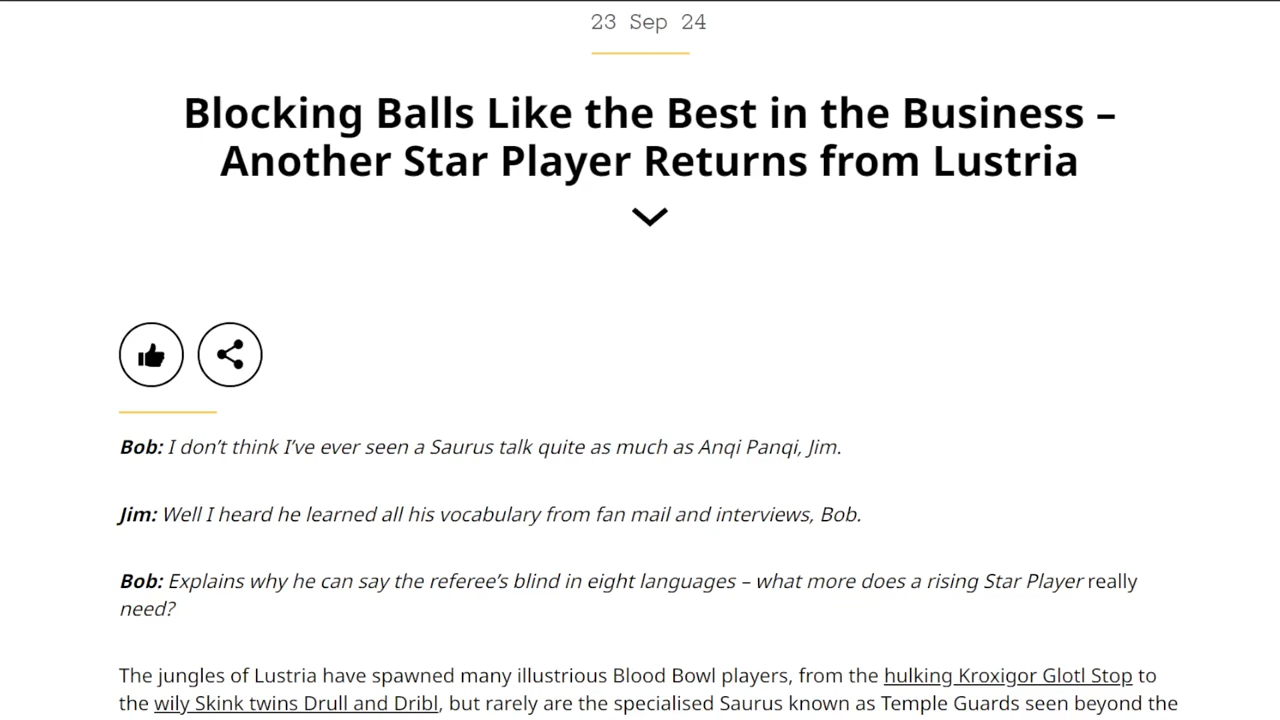 23 Sep 24
Blocking Balls Like the Best in the Business –
Another Star Player Returns from Lustria
Bob: I don’t think I’ve ever seen a Saurus talk quite as much as Anqi Panqi, Jim.
Jim: Well I heard he learned all his vocabulary from fan mail and interviews, Bob.
Bob: Explains why he can say the referee’s blind in eight languages – what more does a rising Star Player really
need?
The jungles of Lustria have spawned many illustrious Blood Bowl players, from the hulking Kroxigor Glotl Stop to
the wily Skink twins Drull and Dribl, but rarely are the specialised Saurus known as Temple Guards seen beyond the